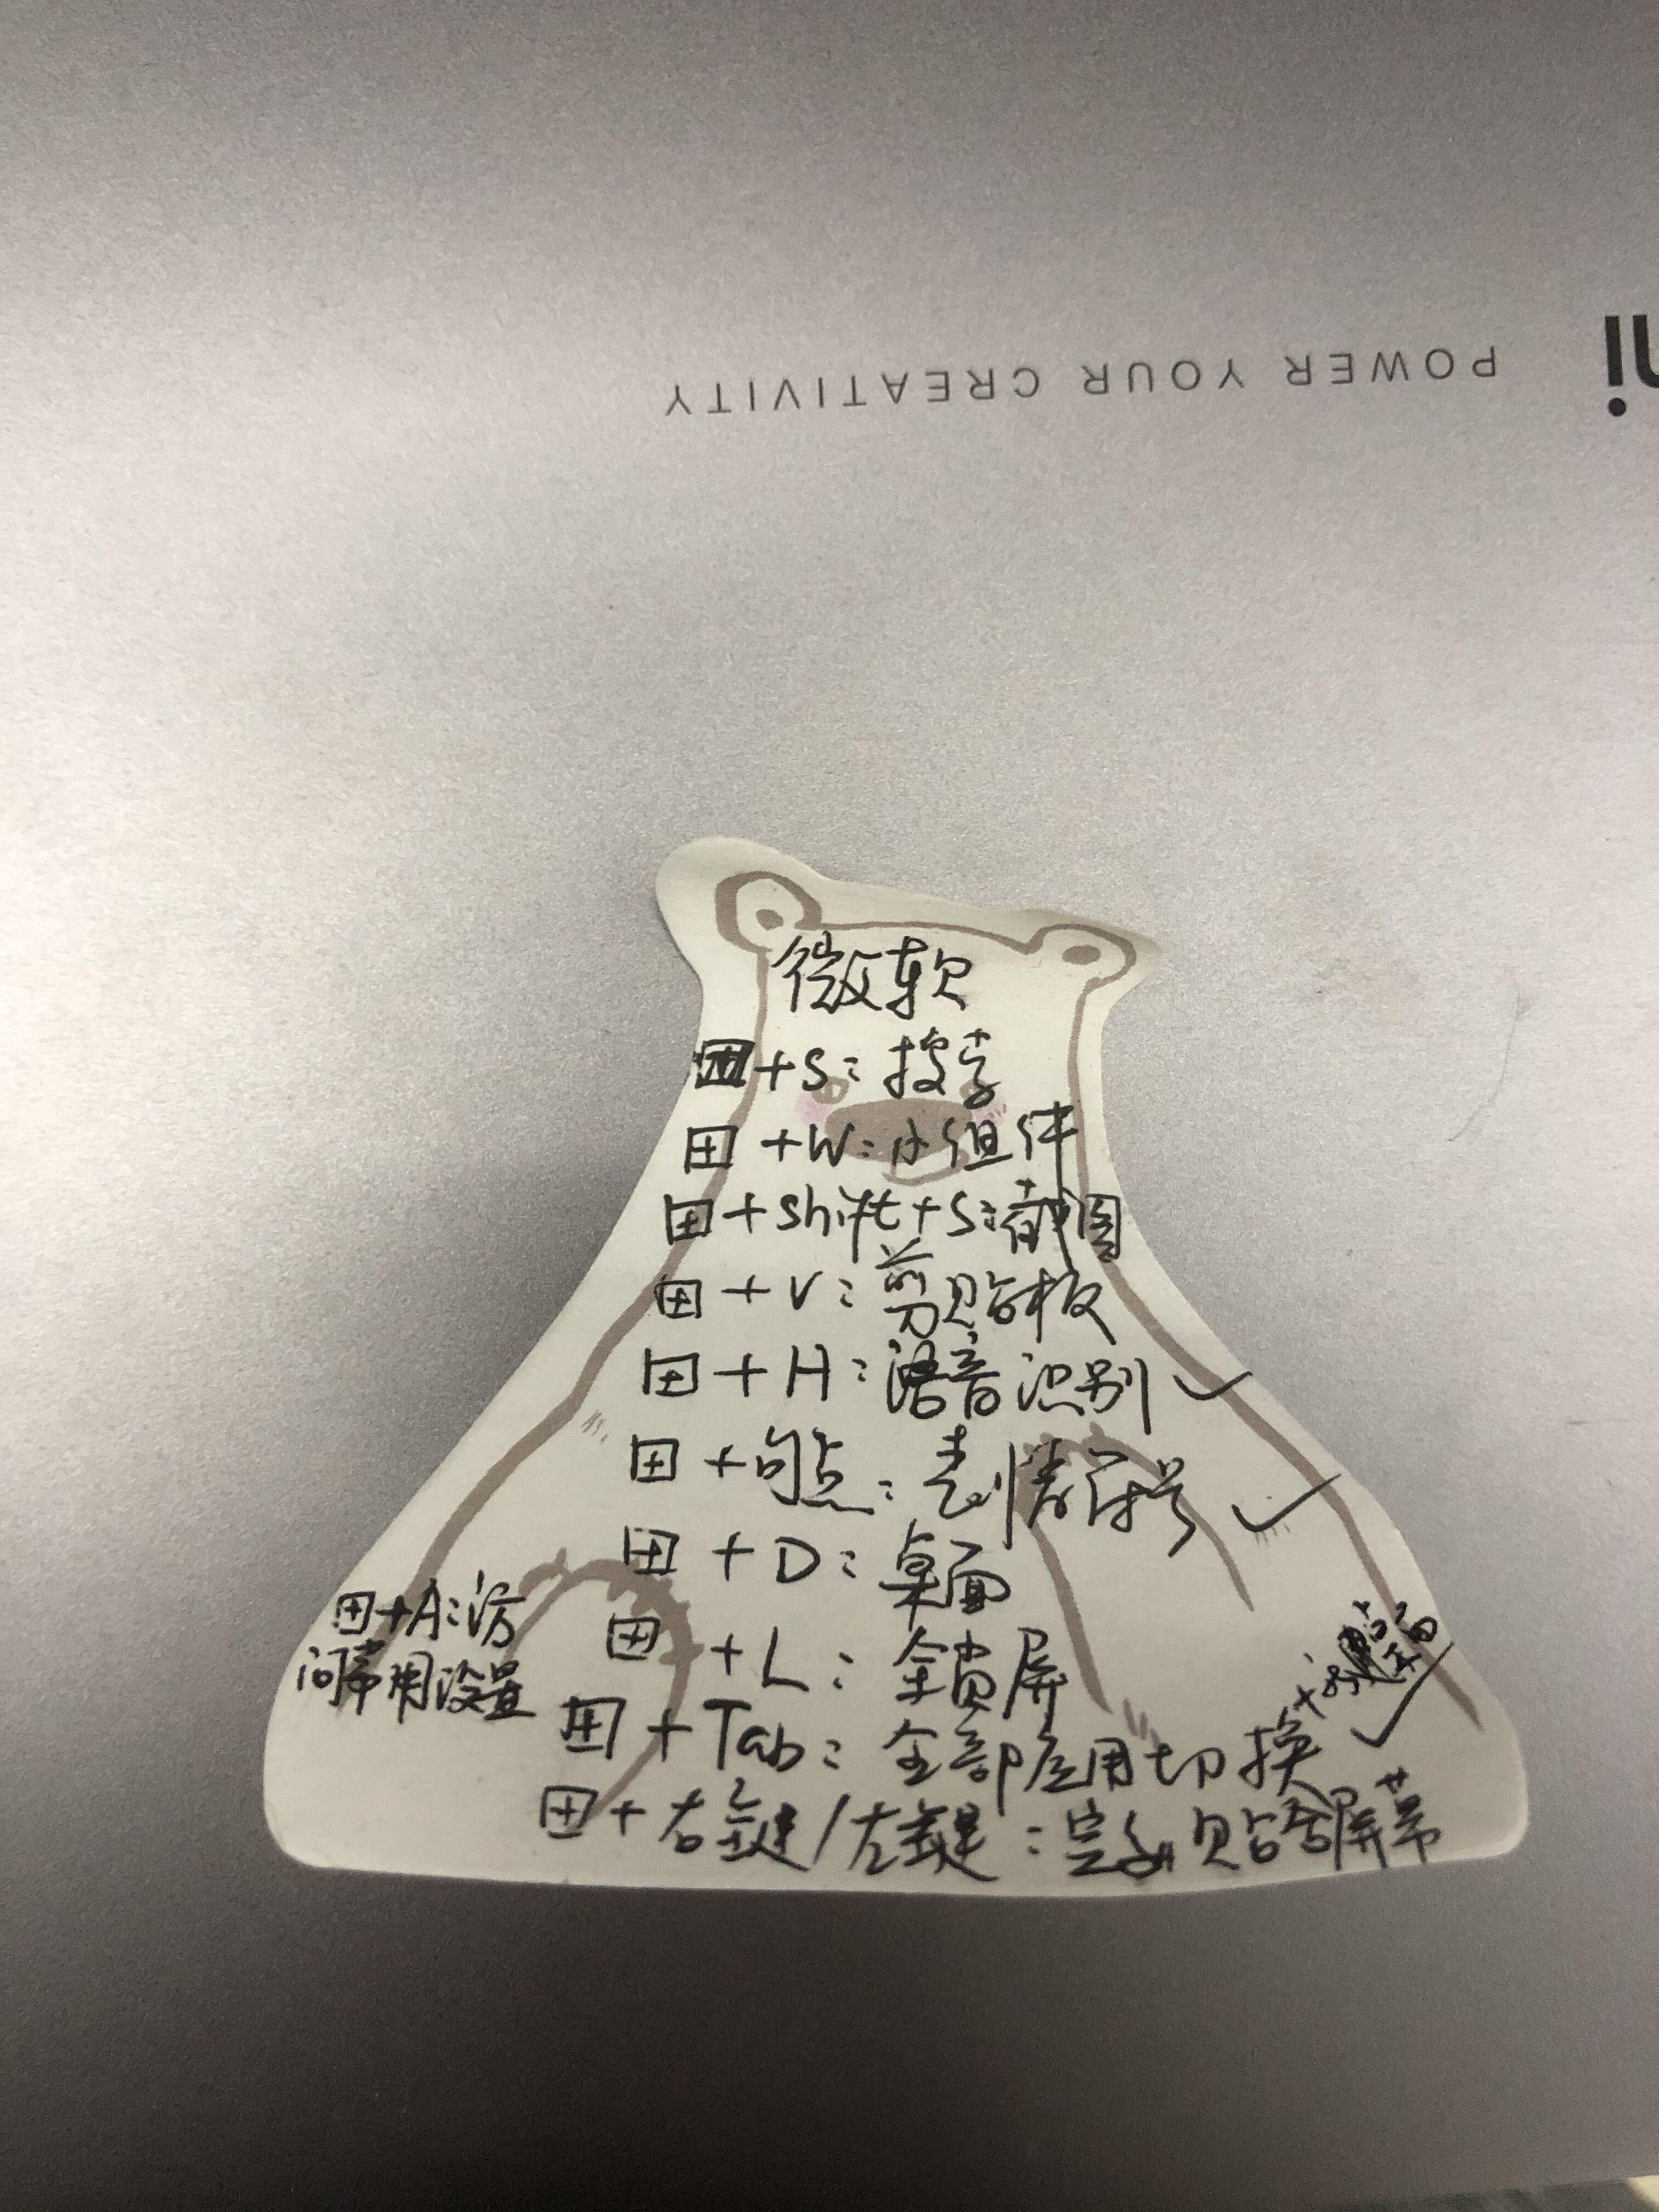 POWER YOUR CREATIVITY
微软
田+S:搜索
田+W:小组件
田+shift+S:截图
田+V:剪贴板
田+H:语音识别✓
田+句点:表情符号✓
田+D:桌面
田+L:锁屏
田+Tab:全部应用切换✓
田+右键/左键:贴合屏幕
田+A:访
问常用设置